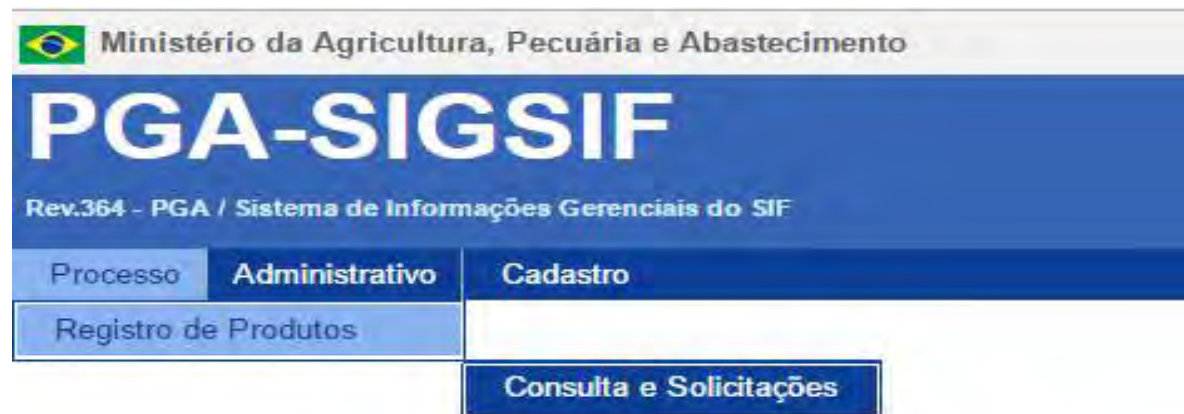 Ministério da Agricultura, Pecuária e Abastecimento
PGA-SIGSIF
Rev.364 - PGA / Sistema de Informações Gerenciais do SIF
Processo Administrativo Cadastro
Registro de Produtos
Consulta e Solicitações